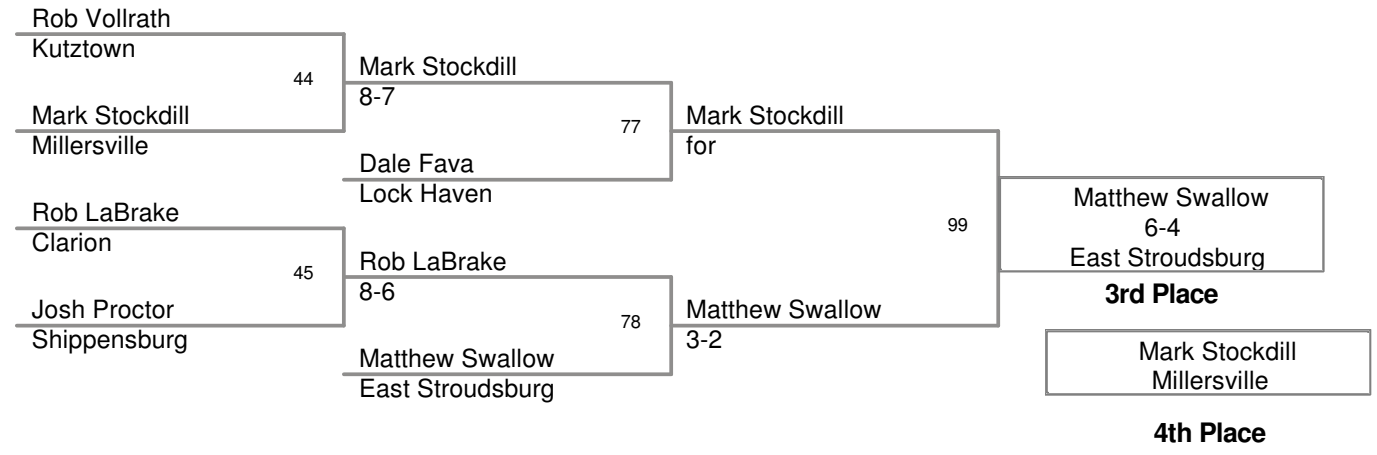 Rob Vollrath
Kutztown
44
Mark Stockdill
8-7
Mark Stockdill
Millersville
77
Mark Stockdill
for
Dale Fava
Lock Haven
Rob LaBrake
Clarion
45
Rob LaBrake
8-6
Josh Proctor
Shippensburg
78
Matthew Swallow
3-2
Matthew Swallow
East Stroudsburg
99
Matthew Swallow
6-4
East Stroudsburg
3rd Place
Mark Stockdill
Millersville
4th Place